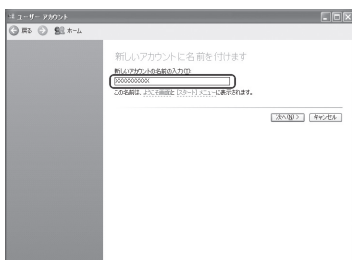 ユーザー アカウント
戻る ホーム
新しいアカウントに名前を付けます
新しいアカウントの名前の入力(T):
XXXXXXXXXXX
この名前は、ようこそ画面と [スタート] メニューに表示されます。
次へ(N) > キャンセル